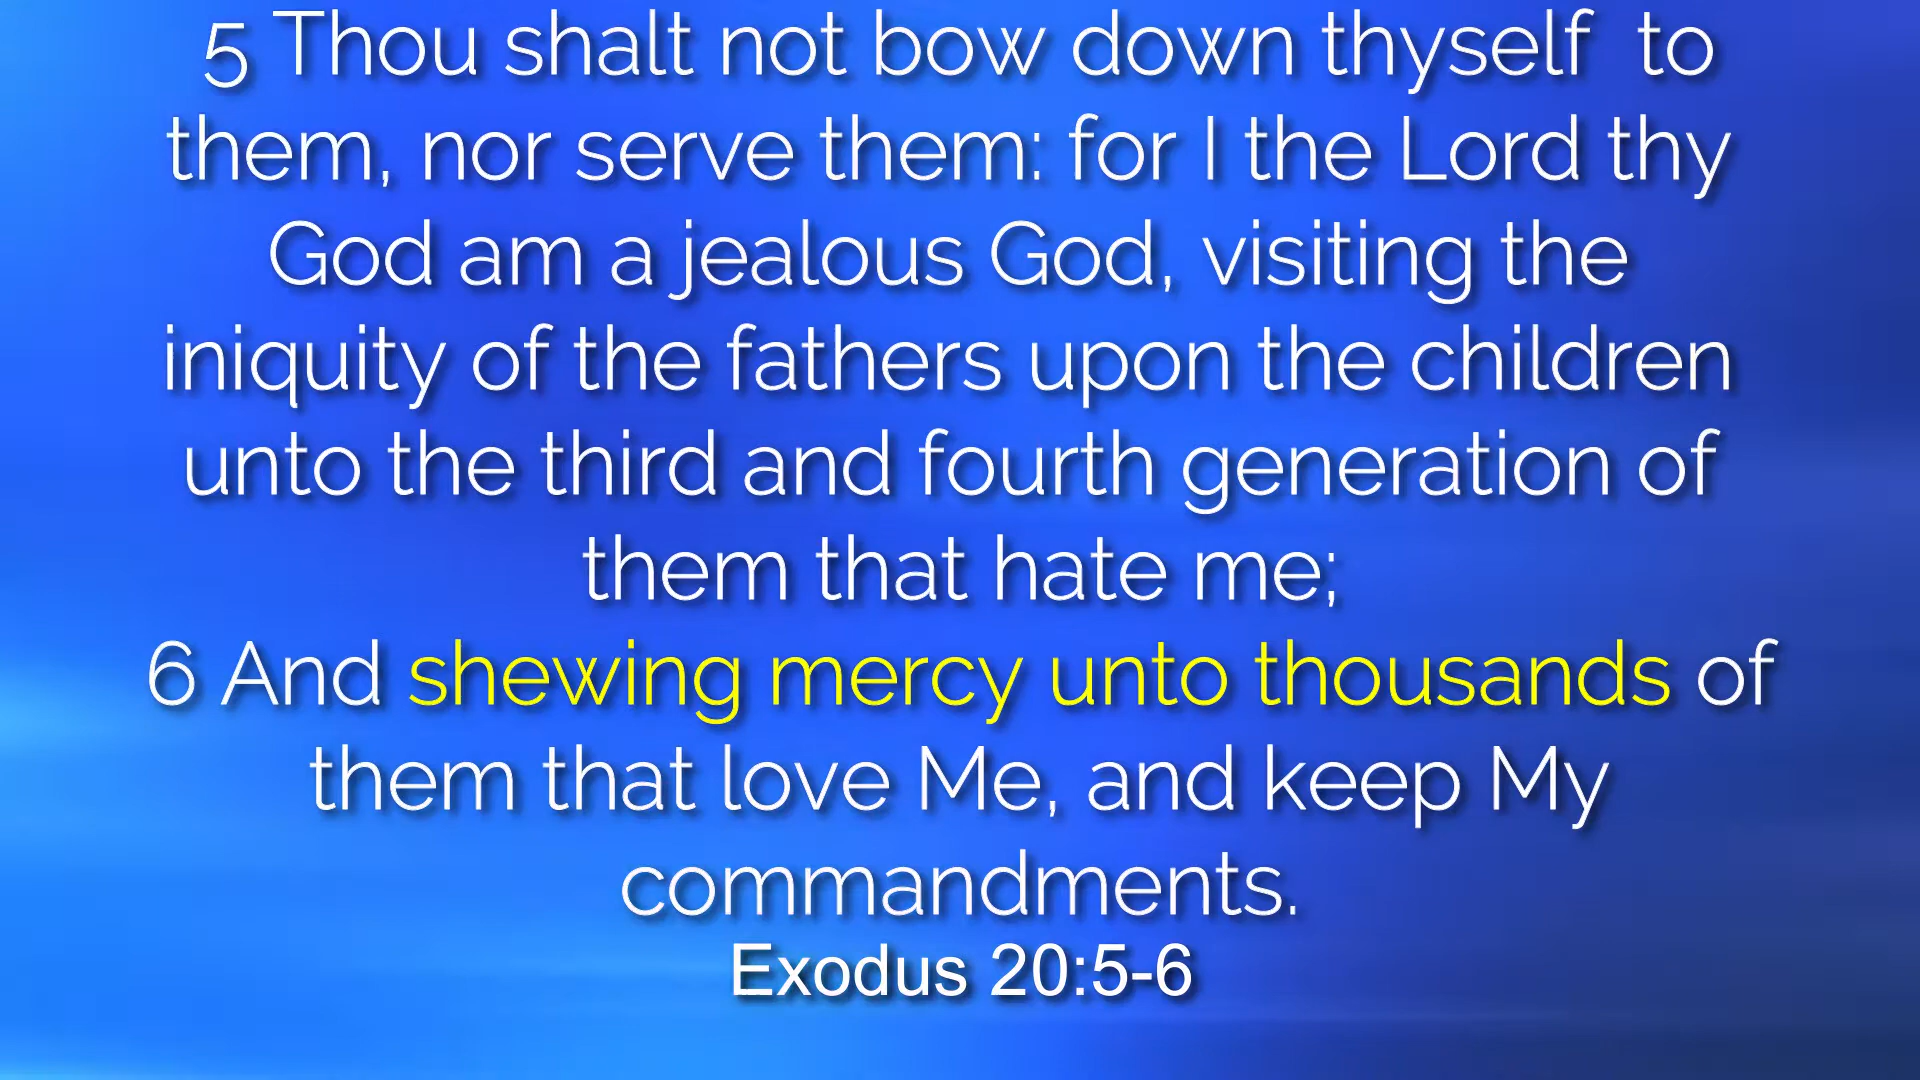 5 Thou shalt not bow down thyself  to
them, nor serve them: for I the Lord thy
God am a jealous God, visiting the
iniquity of the fathers upon the children
unto the third and fourth generation of
them that hate me;
6 And shewing mercy unto thousands of
them that love Me, and keep My
commandments.
Exodus 20:5-6